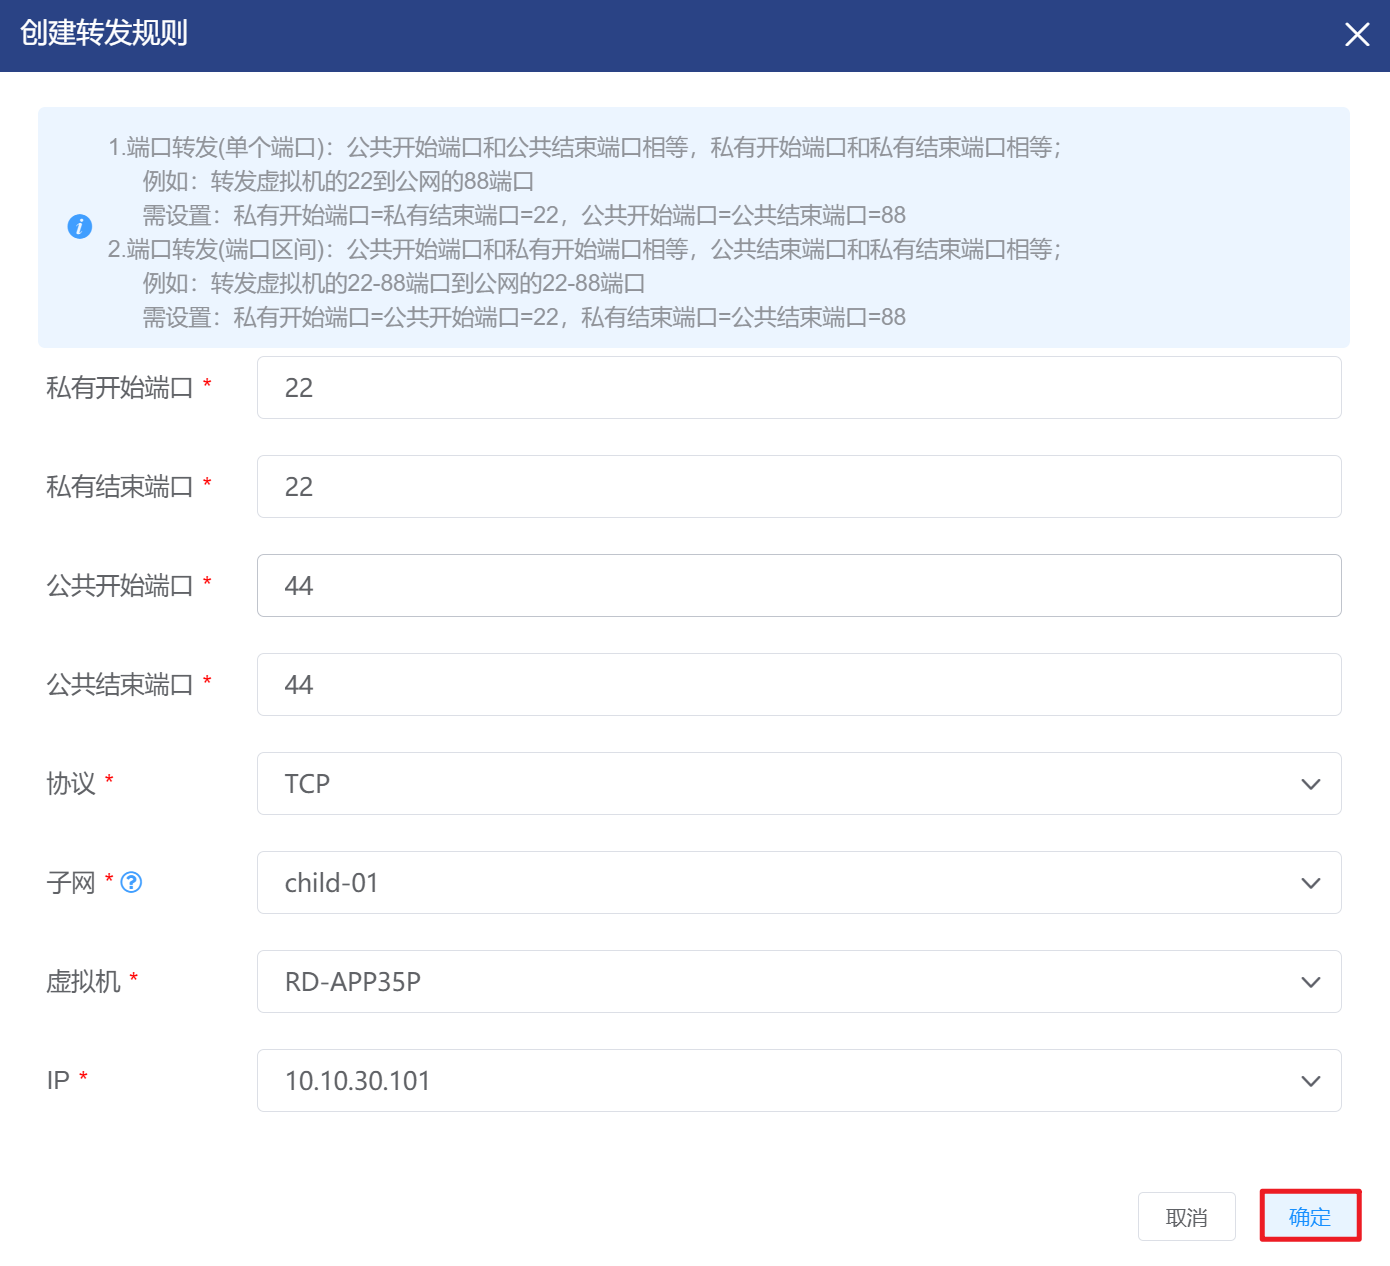 创建转发规则
1.端口转发(单个端口)：公共开始端口和公共结束端口相等，私有开始端口和私有结束端口相等；
例如：转发虚拟机的22到公网的88端口
需设置：私有开始端口=私有结束端口=22，公共开始端口=公共结束端口=88
2.端口转发(端口区间)：公共开始端口和私有开始端口相等，公共结束端口和私有结束端口相等；
例如：转发虚拟机的22-88端口到公网的22-88端口
需设置：私有开始端口=公共开始端口=22，私有结束端口=公共结束端口=88
私有开始端口 * 22
私有结束端口 * 22
公共开始端口 * 44
公共结束端口 * 44
协议 * TCP
子网 * child-01
虚拟机 * RD-APP35P
IP * 10.10.30.101
取消 确定